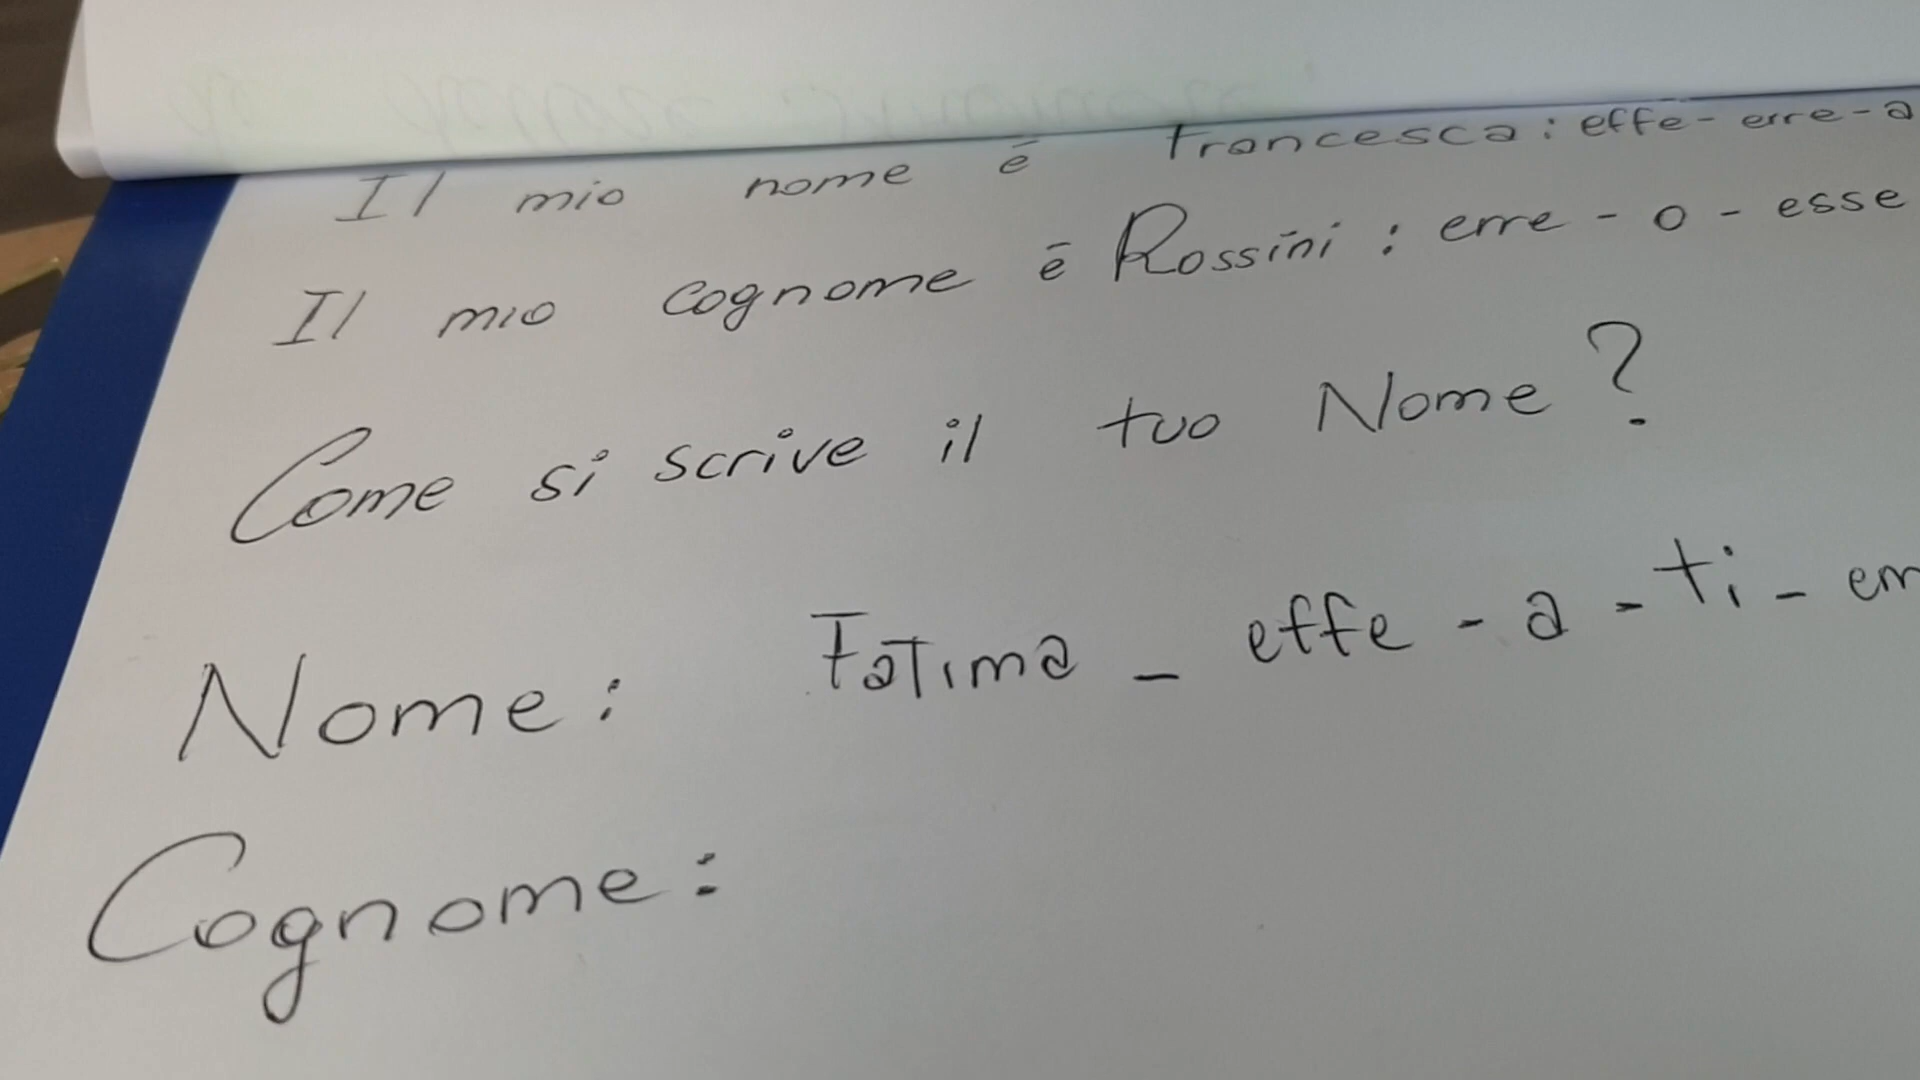 Il mio nome ē Francesca: effe- erre-a
Il mio cognome ē Rossini: erre - o - esse
Come si scrive il tuo Nome?
Nome: Fatima - effe - a - ti - em
Cognome: